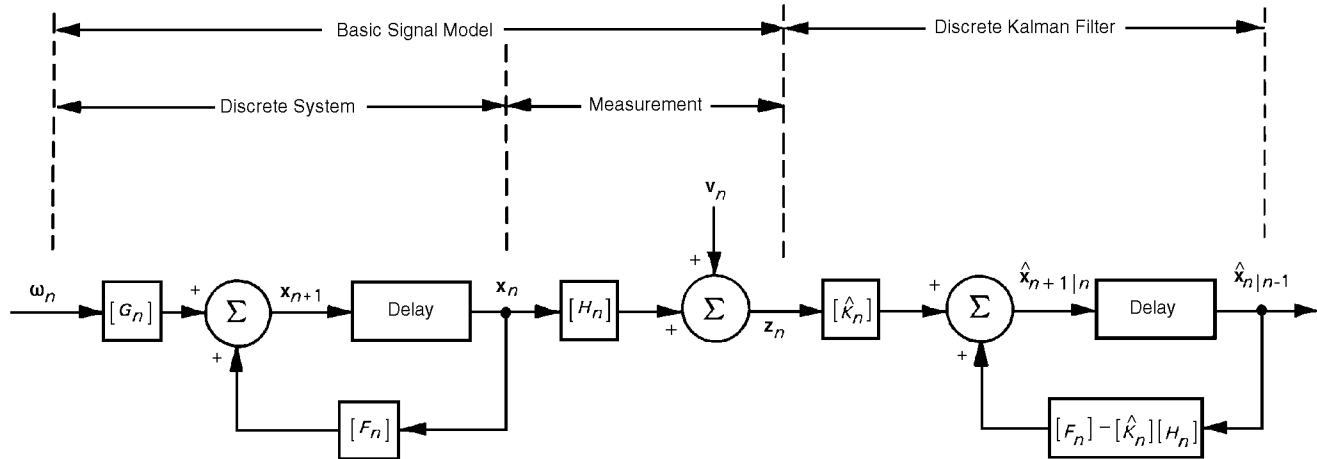 Basic Signal Model
Discrete Kalman Filter
Discrete System
Measurement
v_n
ω_n
[G_n]
+
Σ
+
x_{n+1}
Delay
x_n
[H_n]
+
+
Σ
z_n
[K̂_n]
+
Σ
+
x̂_{n+1|n}
Delay
x̂_{n|n-1}
[F_n]
[F_n]-[K̂_n][H_n]